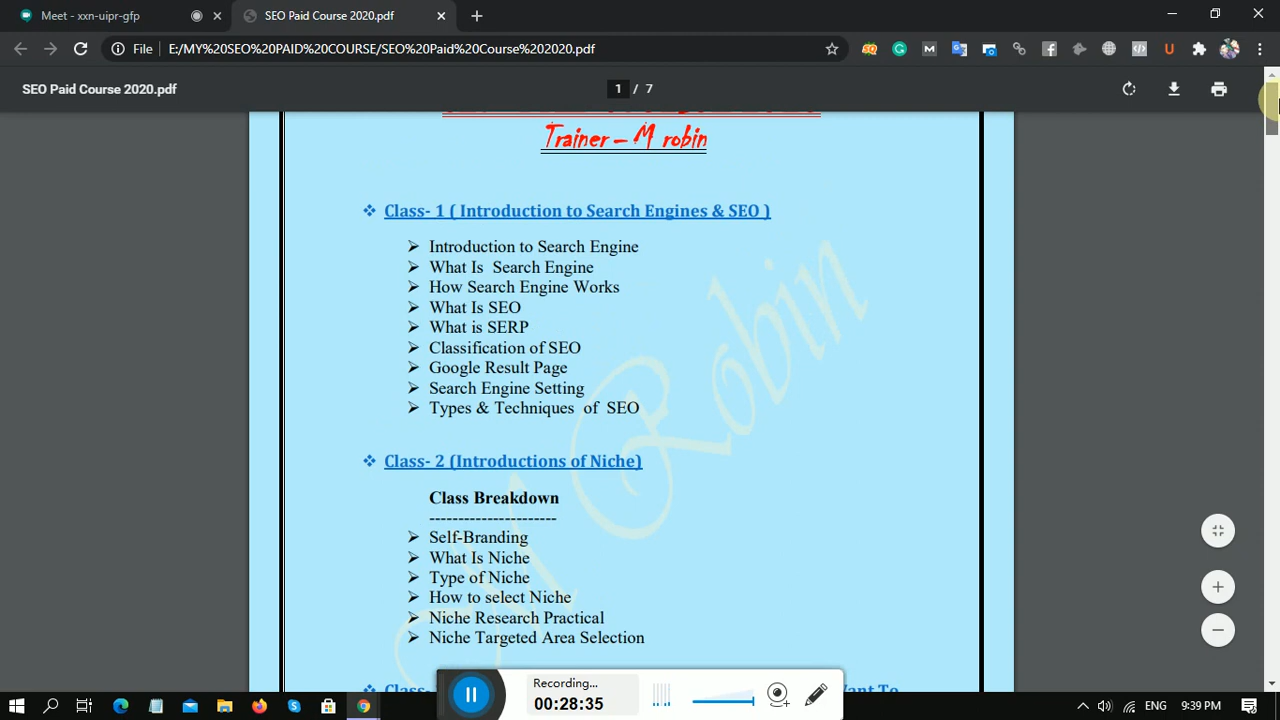 Meet - xxn-uipr-gfp
SEO Paid Course 2020.pdf
File
E:/MY%20SEO%20PAID%20COURSE/SEO%20Paid%20Course%202020.pdf
SEO Paid Course 2020.pdf
1 / 7
Trainer – M robin
Class- 1 ( Introduction to Search Engines & SEO )
Introduction to Search Engine
What Is Search Engine
How Search Engine Works
What Is SEO
What is SERP
Classification of SEO
Google Result Page
Search Engine Setting
Types & Techniques of SEO
Class- 2 (Introductions of Niche)
Class Breakdown
----------------------
Self-Branding
What Is Niche
Type of Niche
How to select Niche
Niche Research Practical
Niche Targeted Area Selection
M Robin
Class-
Want To
Recording...
00:28:35
ENG
9:39 PM